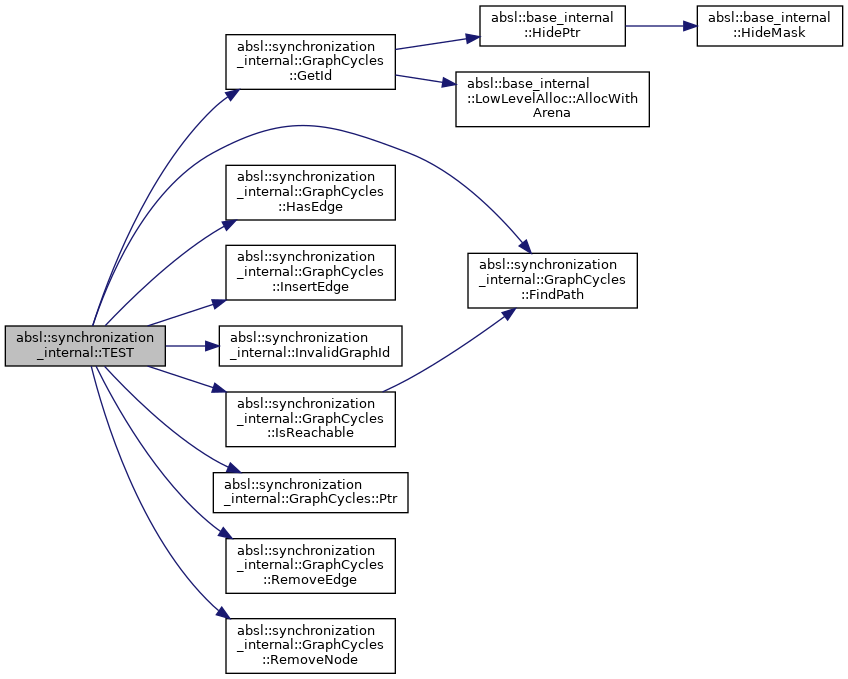 absl::synchronization
_internal::TEST
absl::synchronization
_internal::GraphCycles
::GetId
absl::base_internal
::HidePtr
absl::base_internal
::HideMask
absl::base_internal
::LowLevelAlloc::AllocWith
Arena
absl::synchronization
_internal::GraphCycles
::HasEdge
absl::synchronization
_internal::GraphCycles
::InsertEdge
absl::synchronization
_internal::GraphCycles
::FindPath
absl::synchronization
_internal::InvalidGraphId
absl::synchronization
_internal::GraphCycles
::IsReachable
absl::synchronization
_internal::GraphCycles::Ptr
absl::synchronization
_internal::GraphCycles
::RemoveEdge
absl::synchronization
_internal::GraphCycles
::RemoveNode